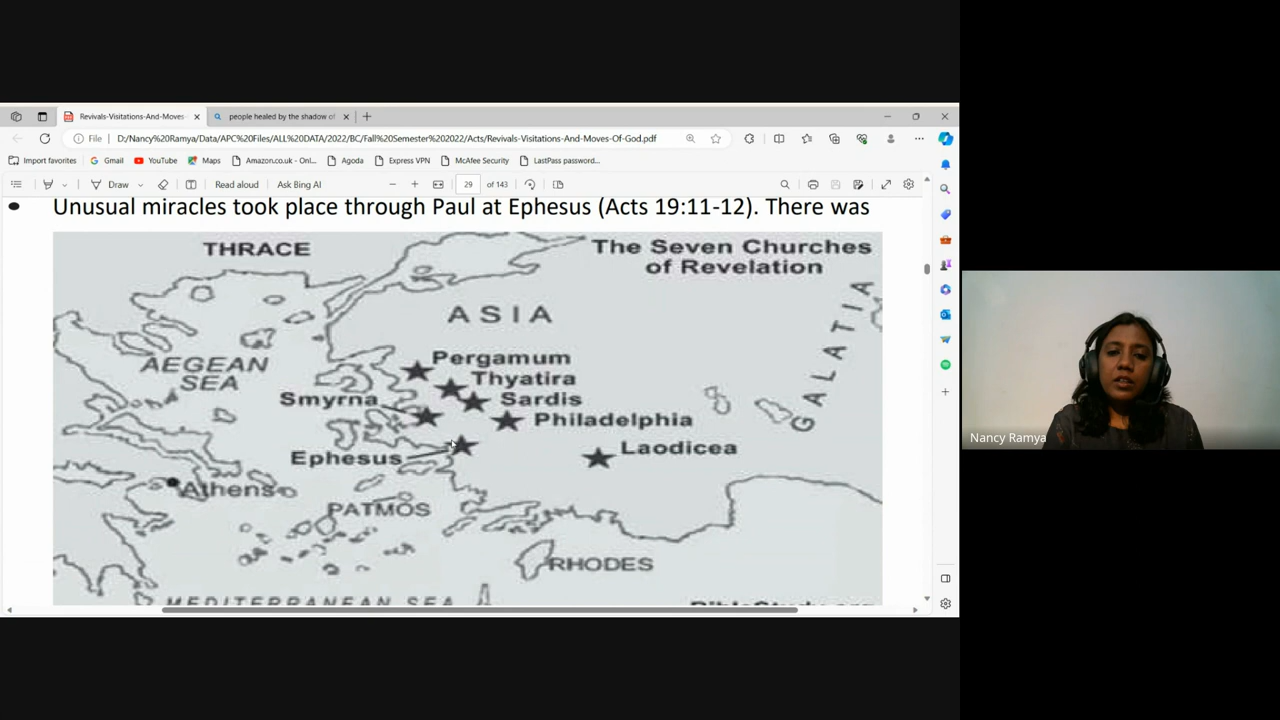 Revivals-Visitations-And-Moves-
people healed by the shadow of
File
D:/Nancy%20Ramya/Data/APC%20Files/ALL%20DATA/2022/BC/Fall%20Semester%202022/Acts/Revivals-Visitations-And-Moves-Of-God.pdf
Import favorites
Gmail
YouTube
Maps
Amazon.co.uk - Onl...
Agoda
Express VPN
McAfee Security
LastPass password...
Draw
Read aloud
Ask Bing AI
29
of 143
Unusual miracles took place through Paul at Ephesus (Acts 19:11-12). There was
THRACE
The Seven Churches
of Revelation
ASIA
GALATIA
AEGEAN
SEA
Pergamum
Thyatira
Smyrna
Sardis
Philadelphia
Ephesus
Laodicea
Athens
PATMOS
RHODES
MEDITERRANEAN SEA
BibleStudy.org
Nancy Ramya